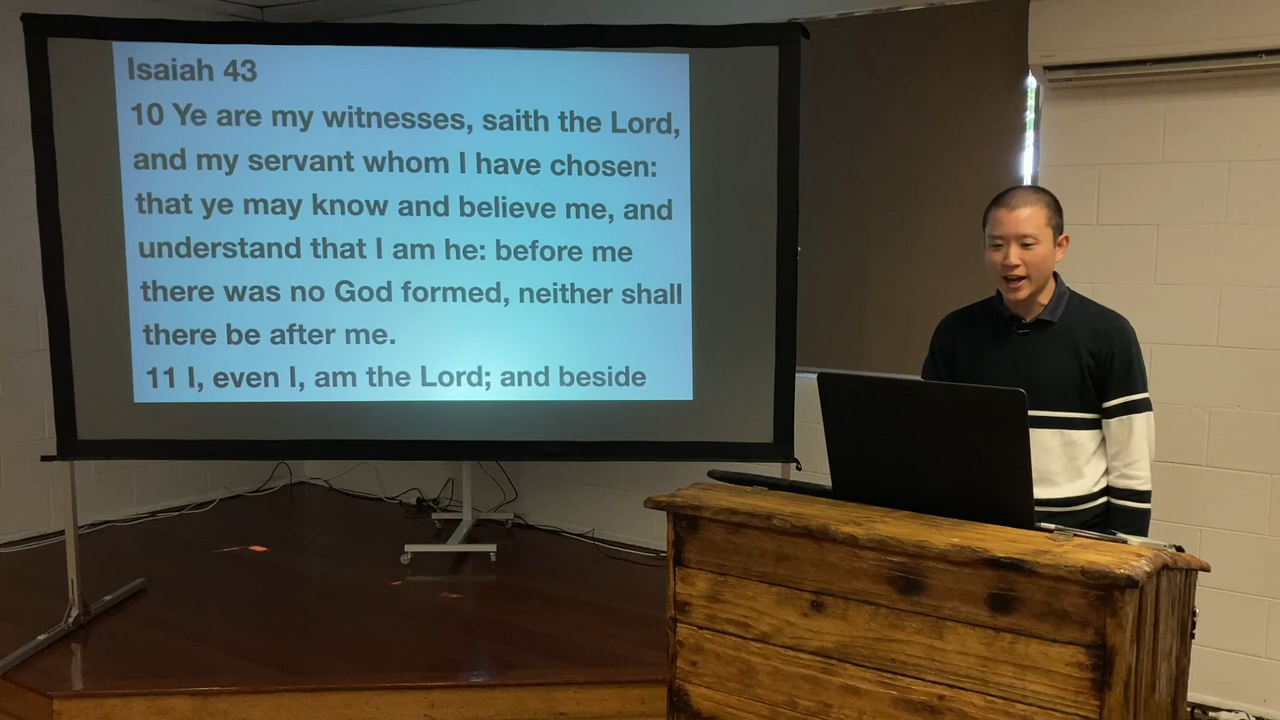 Isaiah 43
10 Ye are my witnesses, saith the Lord,
and my servant whom I have chosen:
that ye may know and believe me, and
understand that I am he: before me
there was no God formed, neither shall
there be after me.
11 I, even I, am the Lord; and beside